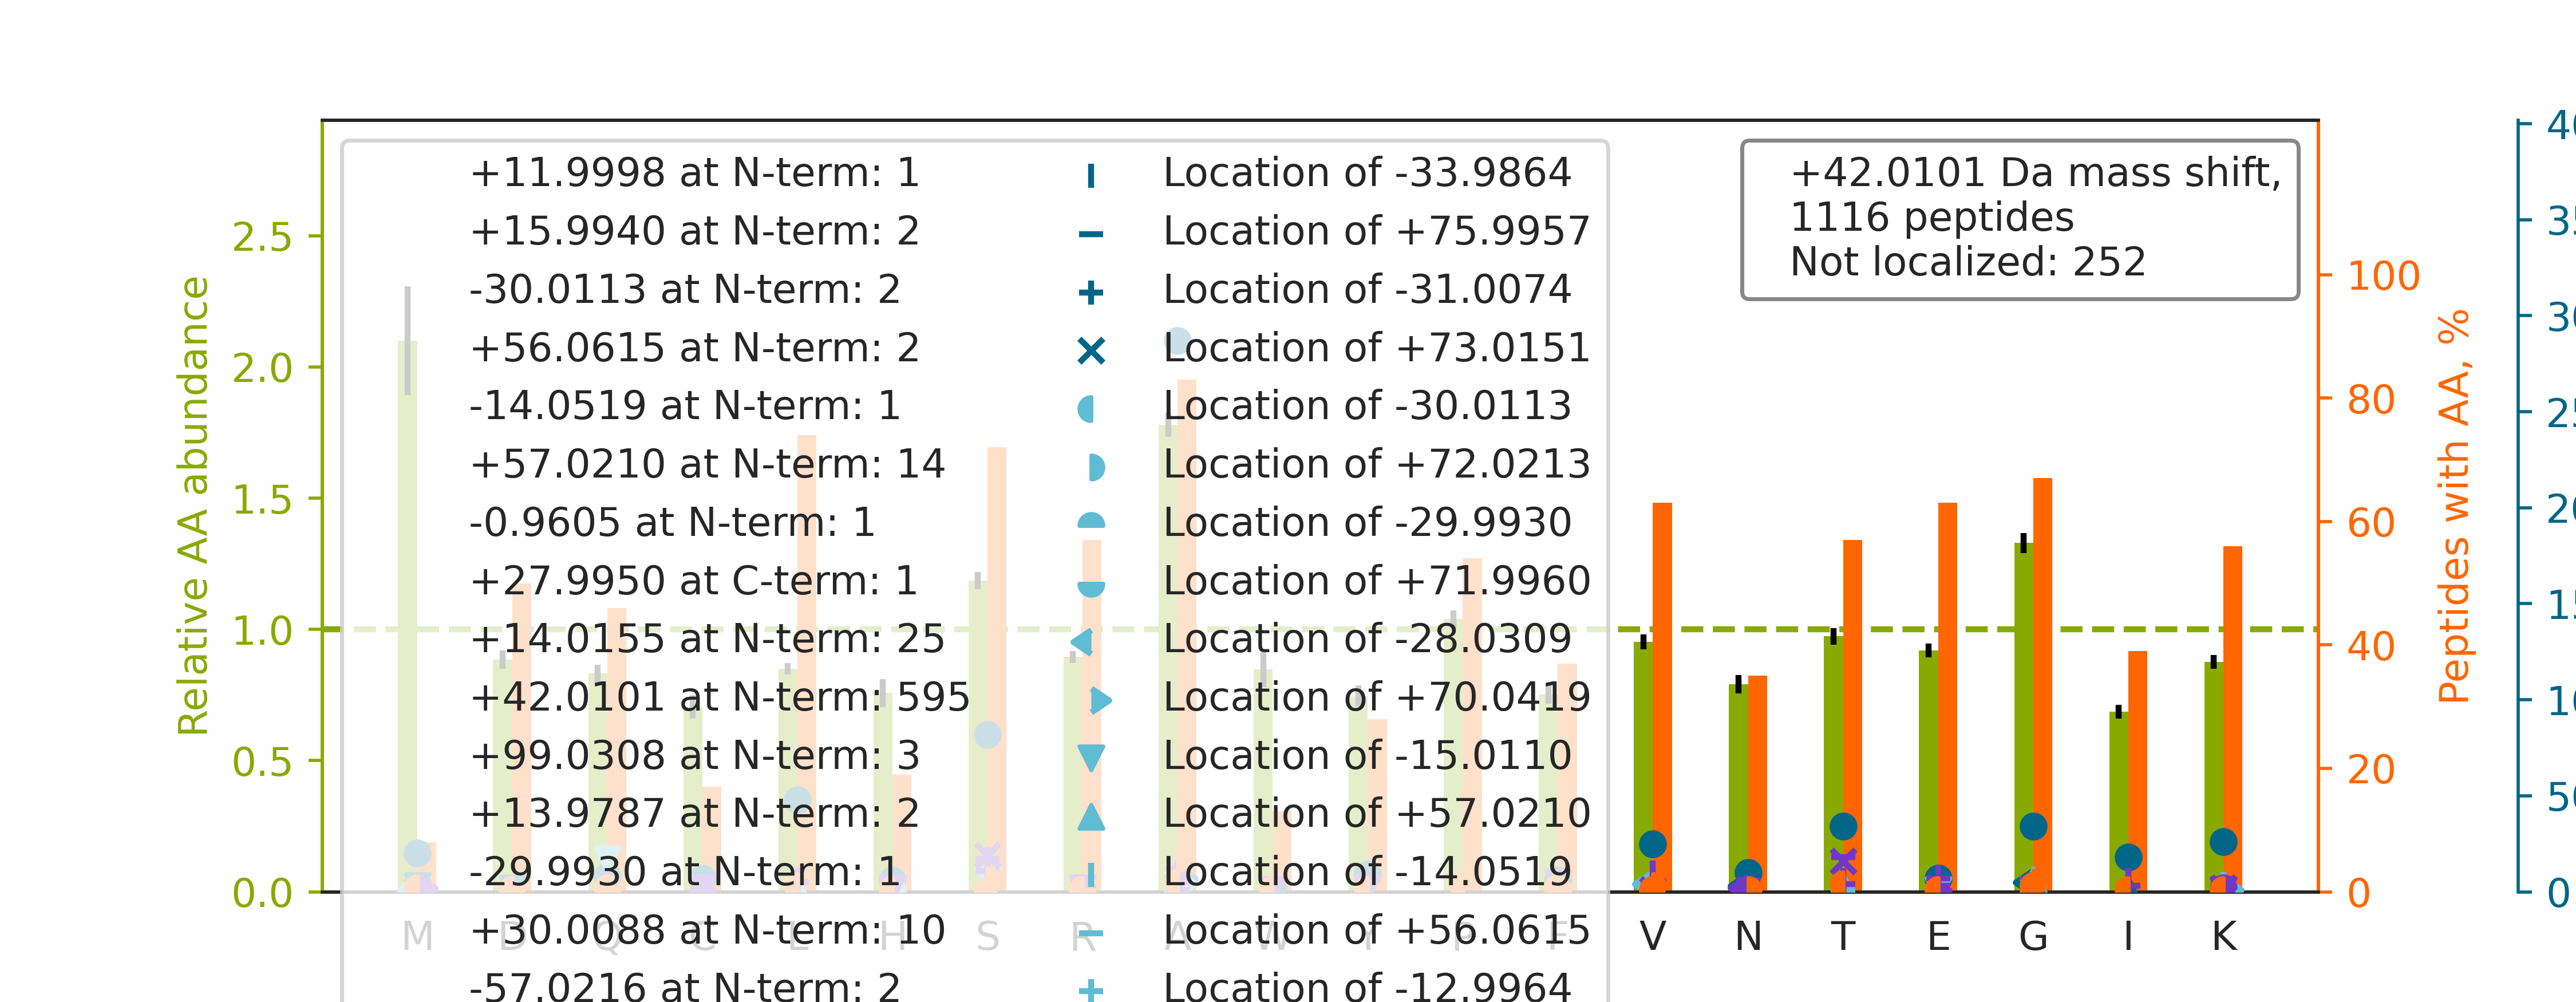 +11.9998 at N-term: 1
+15.9940 at N-term: 2
-30.0113 at N-term: 2
+56.0615 at N-term: 2
-14.0519 at N-term: 1
+57.0210 at N-term: 14
-0.9605 at N-term: 1
+27.9950 at C-term: 1
+14.0155 at N-term: 25
+42.0101 at N-term: 595
+99.0308 at N-term: 3
+13.9787 at N-term: 2
-29.9930 at N-term: 1
+30.0088 at N-term: 10
-57.0216 at N-term: 2
Location of -33.9864
Location of +75.9957
Location of -31.0074
Location of +73.0151
Location of -30.0113
Location of +72.0213
Location of -29.9930
Location of +71.9960
Location of -28.0309
Location of +70.0419
Location of -15.0110
Location of +57.0210
Location of -14.0519
Location of +56.0615
Location of -12.9964
+42.0101 Da mass shift,
1116 peptides
Not localized: 252
Relative AA abundance
2.5
2.0
1.5
1.0
0.5
0.0
M D Q C L H S R A W Y P F V N T E G I K
Peptides with AA, %
100
80
60
40
20
0
0